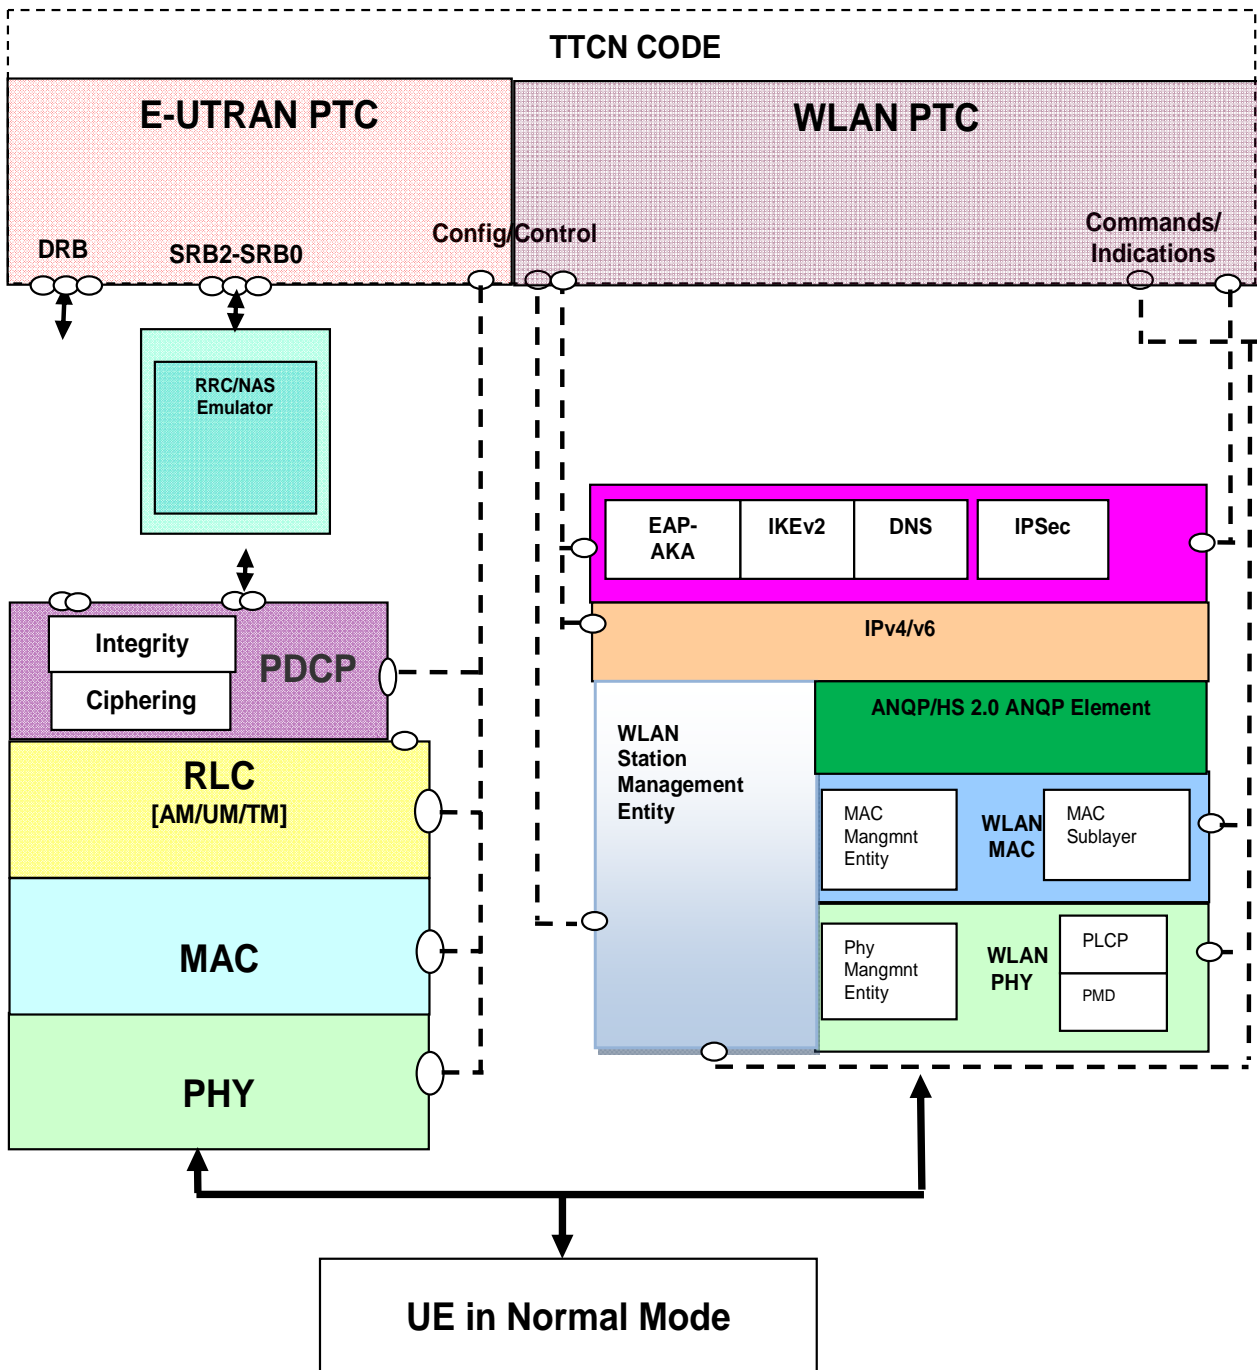 TTCN CODE
E-UTRAN PTC
WLAN PTC
DRB
SRB2-SRB0
Config/Control
Commands/
Indications
RRC/NAS
Emulator
EAP-
AKA
IKEv2
DNS
IPSec
IPv4/v6
Integrity
Ciphering
PDCP
ANQP/HS 2.0 ANQP Element
WLAN
Station
Management
Entity
RLC
[AM/UM/TM]
MAC
Mangmnt
Entity
WLAN
MAC
MAC
Sublayer
MAC
Phy
Mangmnt
Entity
WLAN
PHY
PLCP
PMD
PHY
UE in Normal Mode